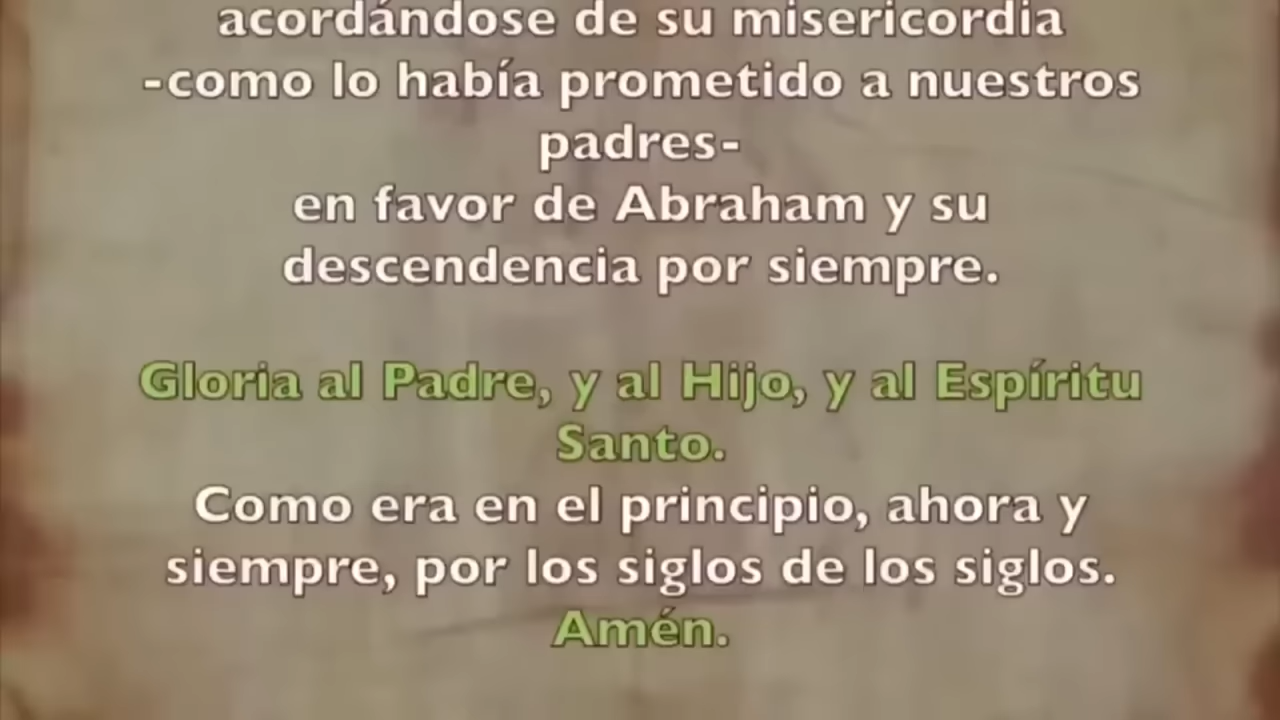 acordándose de su misericordia
-como lo había prometido a nuestros
padres-
en favor de Abraham y su
descendencia por siempre.
Gloria al Padre, y al Hijo, y al Espíritu
Santo.
Como era en el principio, ahora y
siempre, por los siglos de los siglos.
Amén.